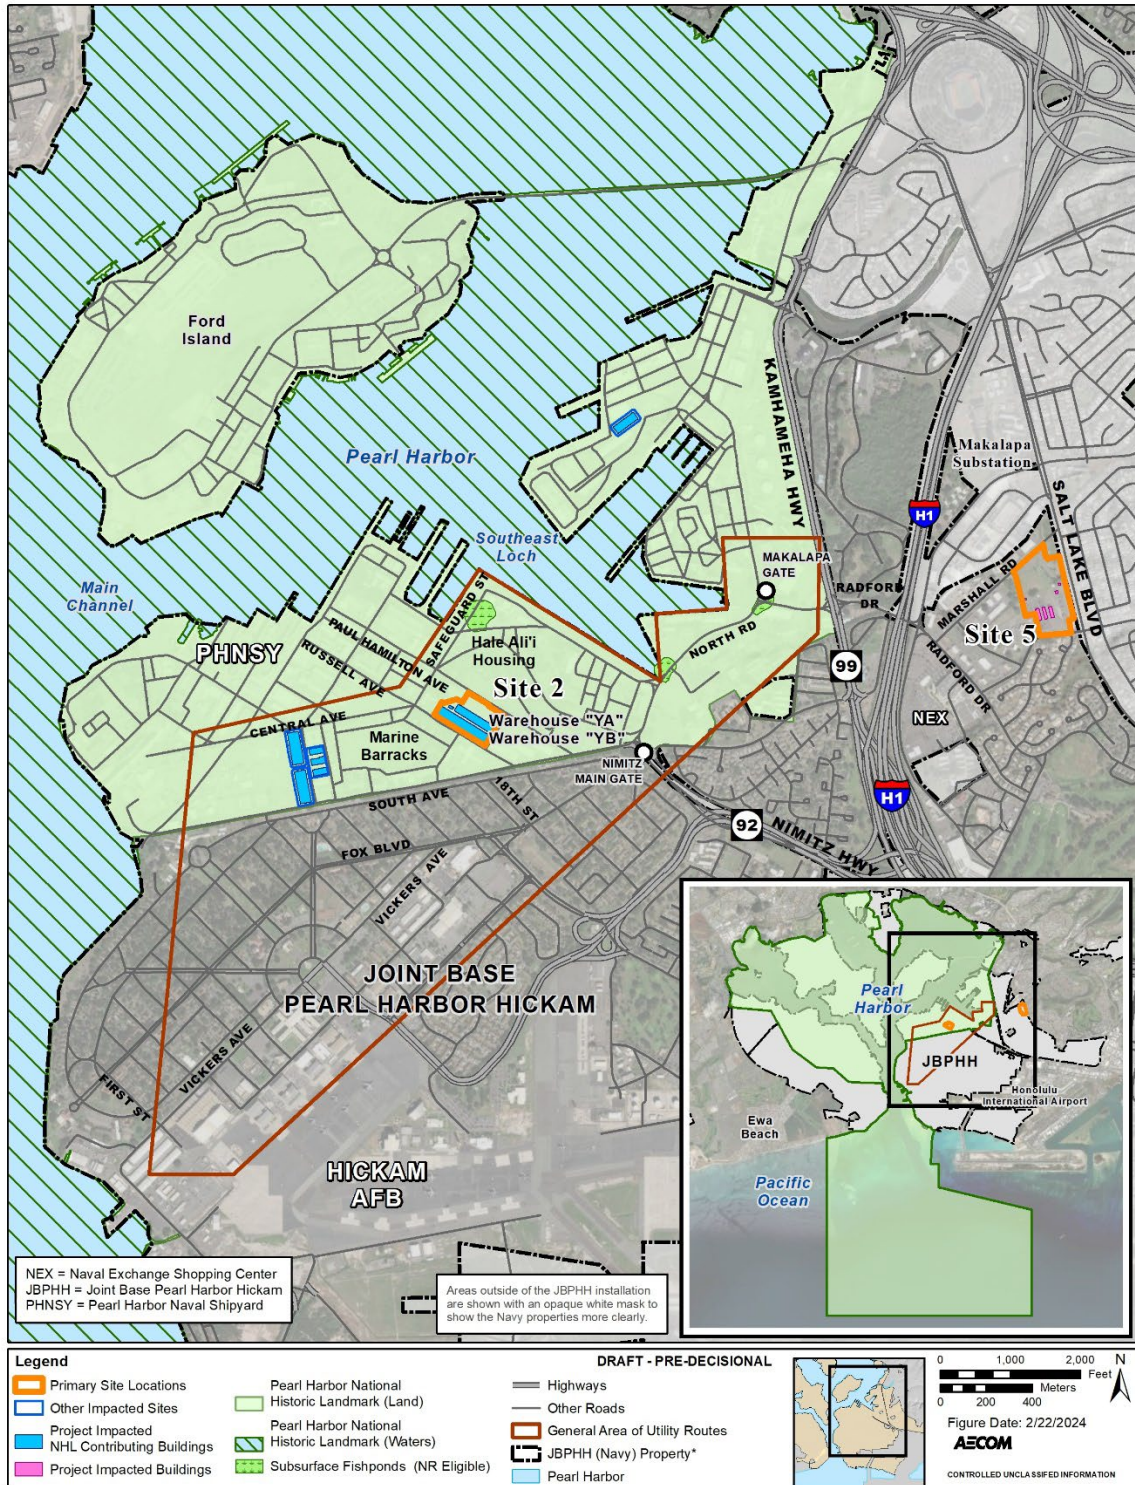 Ford
Island
Pearl Harbor
KAMHAMEHA HWY
Makalapa
Substation
H1
SALT LAKE BLVD
Southeast
Loch
MAKALAPA
GATE
RADFORD
DR
MARSHALL RD
Main
Channel
SAFEGUARD ST
PAUL HAMILTON AVE
RUSSELL AVE
PHNSY
Hale Ali'i
Housing
NORTH RD
Site 5
RADFORD DR
99
Site 2
NEX
CENTRAL AVE
Warehouse "YA"
Warehouse "YB"
Marine
Barracks
NIMITZ
MAIN GATE
SOUTH AVE
18TH ST
H1
92
NIMITZ HWY
FOX BLVD
VICKERS AVE
JOINT BASE
PEARL HARBOR HICKAM
VICKERS AVE
FIRST ST
HICKAM
AFB
Pearl
Harbor
JBPHH
Honolulu
International Airport
Ewa
Beach
Pacific
Ocean
NEX = Naval Exchange Shopping Center
JBPHH = Joint Base Pearl Harbor Hickam
PHNSY = Pearl Harbor Naval Shipyard
Areas outside of the JBPHH installation
are shown with an opaque white mask to
show the Navy properties more clearly.
Legend
Primary Site Locations
Other Impacted Sites
Project Impacted
NHL Contributing Buildings
Project Impacted Buildings
Pearl Harbor National
Historic Landmark (Land)
Pearl Harbor National
Historic Landmark (Waters)
Subsurface Fishponds (NR Eligible)
DRAFT - PRE-DECISIONAL
Highways
Other Roads
General Area of Utility Routes
JBPHH (Navy) Property*
Pearl Harbor
0 1,000 2,000
Feet
Meters
0 200 400
N
Figure Date: 2/22/2024
AECOM
CONTROLLED UNCLASSIFED INFORMATION